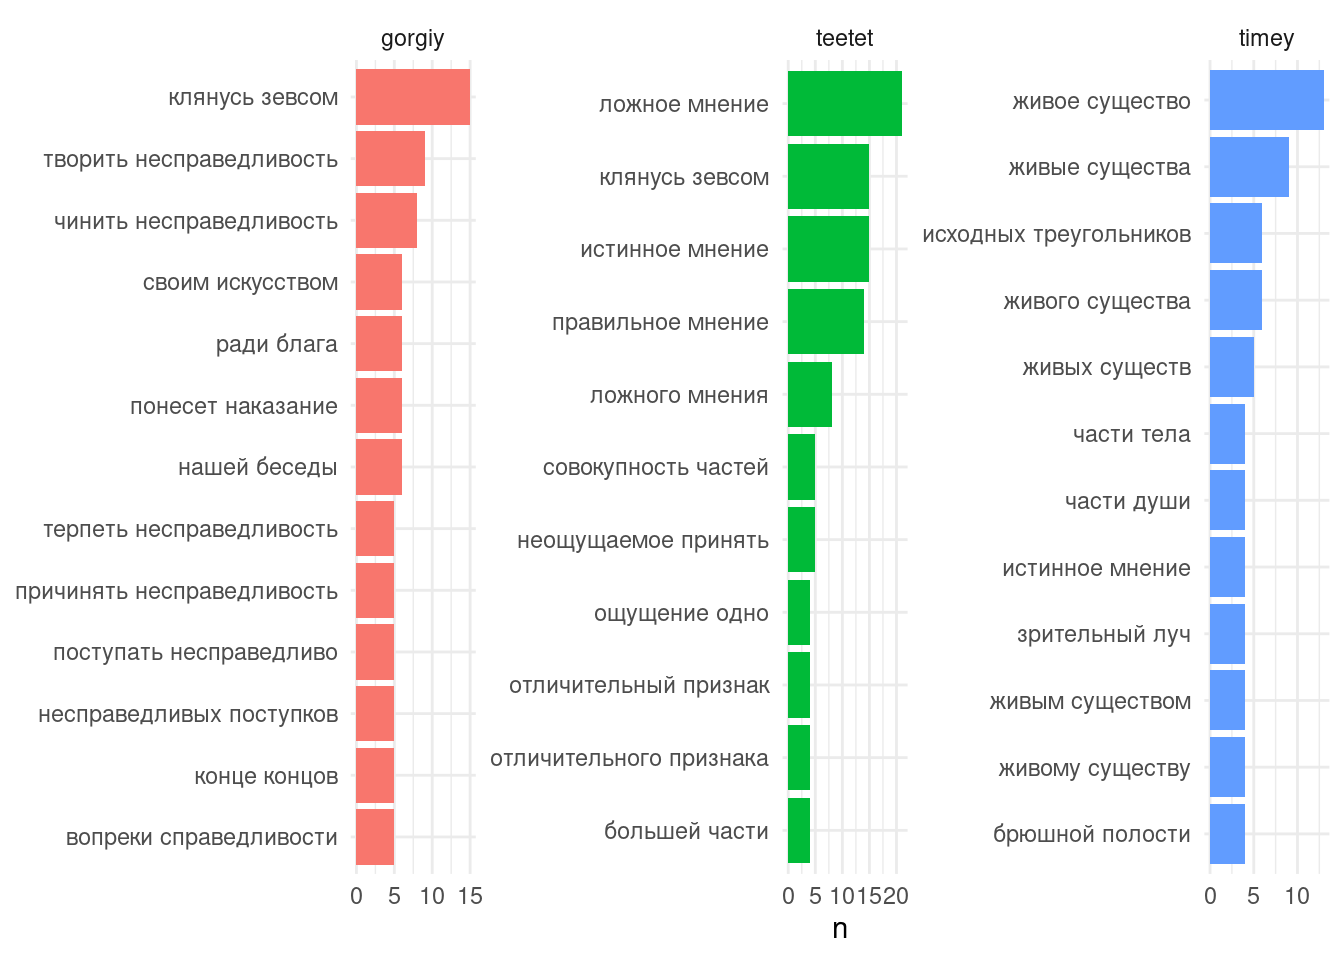 gorgiy
клянусь зевсом
творить несправедливость
чинить несправедливость
своим искусством
ради блага
понесет наказание
нашей беседы
терпеть несправедливость
причинять несправедливость
поступать несправедливо
несправедливых поступков
конце концов
вопреки справедливости
0 5 10 15
teetet
ложное мнение
клянусь зевсом
истинное мнение
правильное мнение
ложного мнения
совокупность частей
неощущаемое принять
ощущение одно
отличительный признак
отличительного признака
большей части
0 5 10 15 20
timey
живое существо
живые существа
исходных треугольников
живого существа
живых существ
части тела
части души
истинное мнение
зрительный луч
живым существом
живому существу
брюшной полости
0 5 10
n